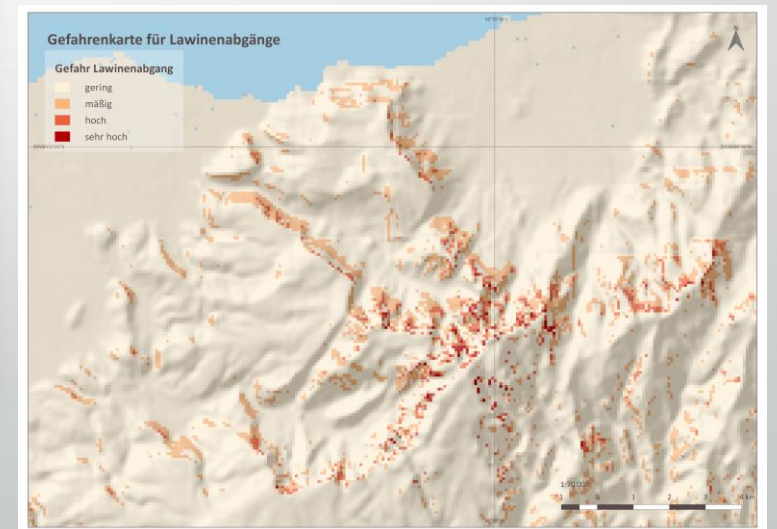 Gefahrenkarte für Lawinenabgänge
Gefahr Lawinenabgang
gering
mäßig
hoch
sehr hoch
N
1:70.000
1 0 1 2 3 4 km